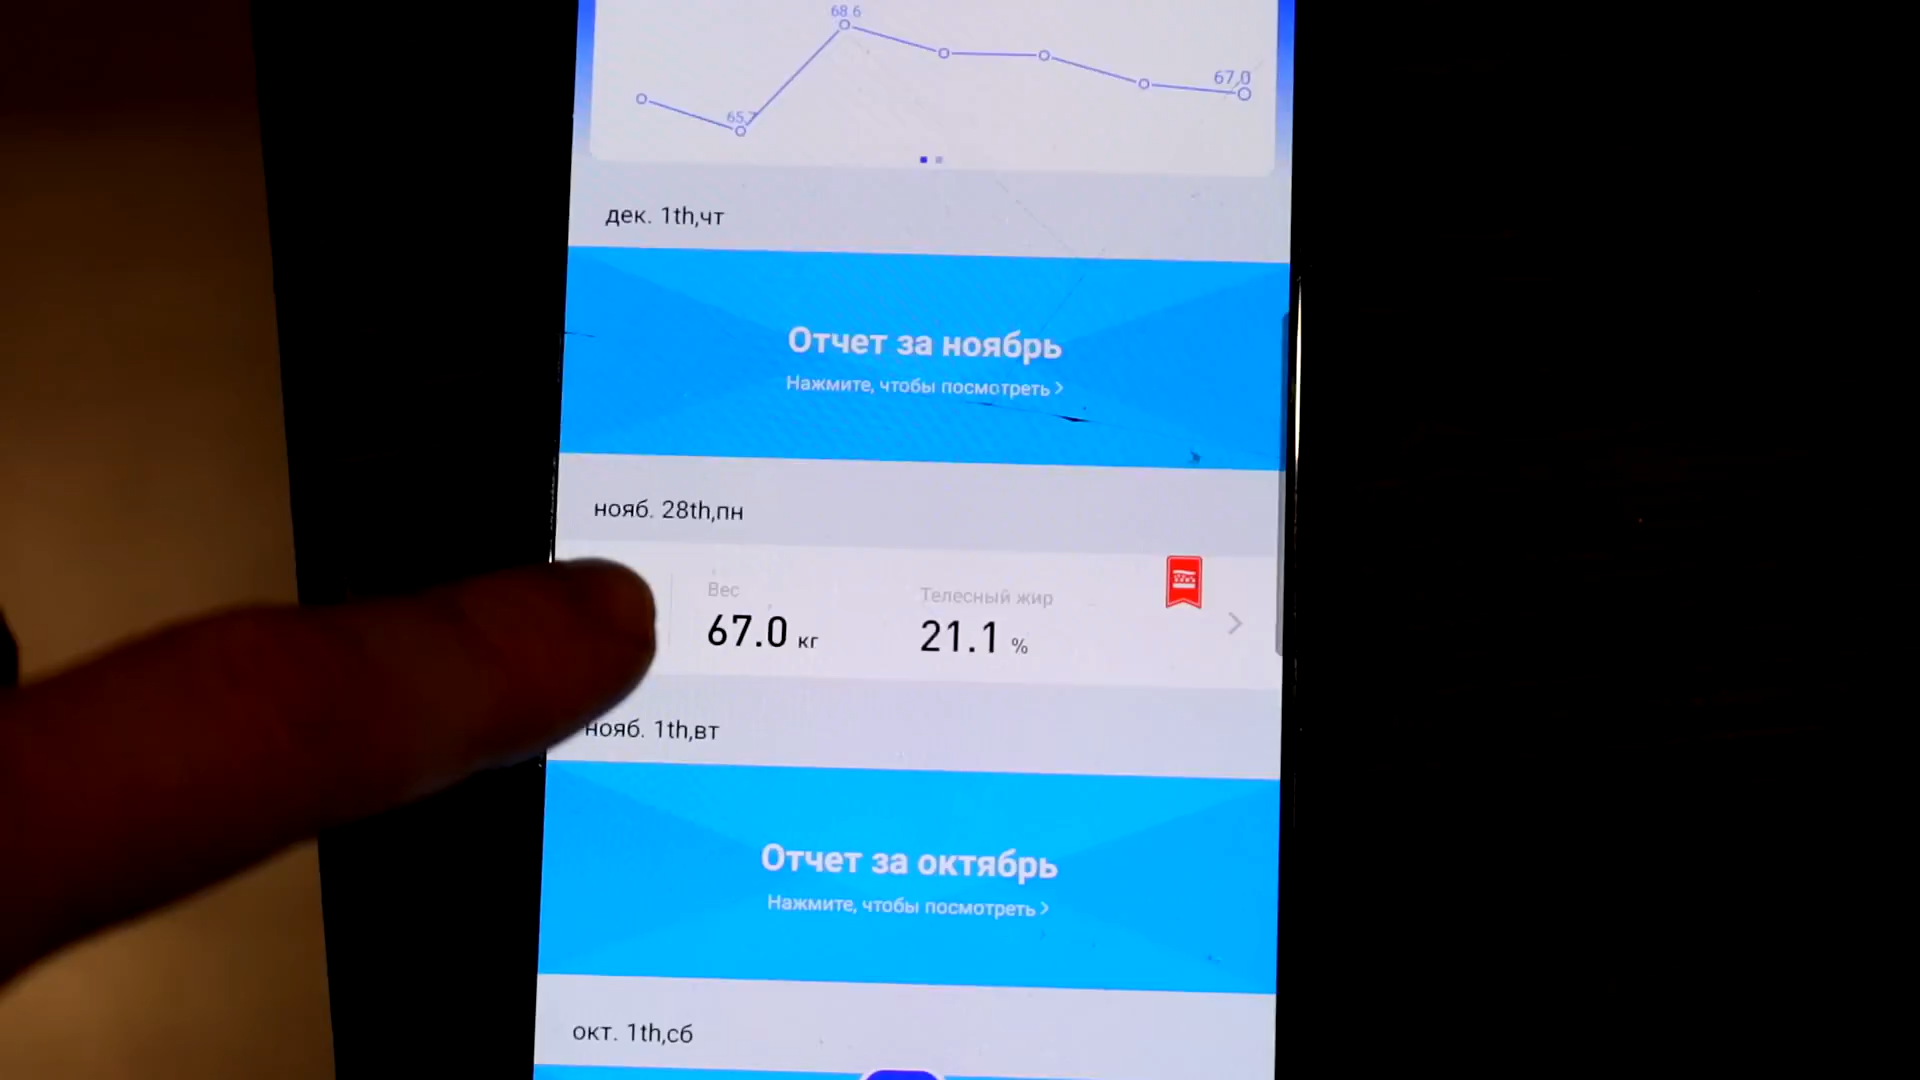 68.6
65.7
67,0
дек. 1th,чт
Отчет за ноябрь
Нажмите, чтобы посмотреть >
нояб. 28th,пн
Вес
Телесный жир
67.0 кг
21.1 %
нояб. 1th,вт
Отчет за октябрь
Нажмите, чтобы посмотреть >
окт. 1th,сб